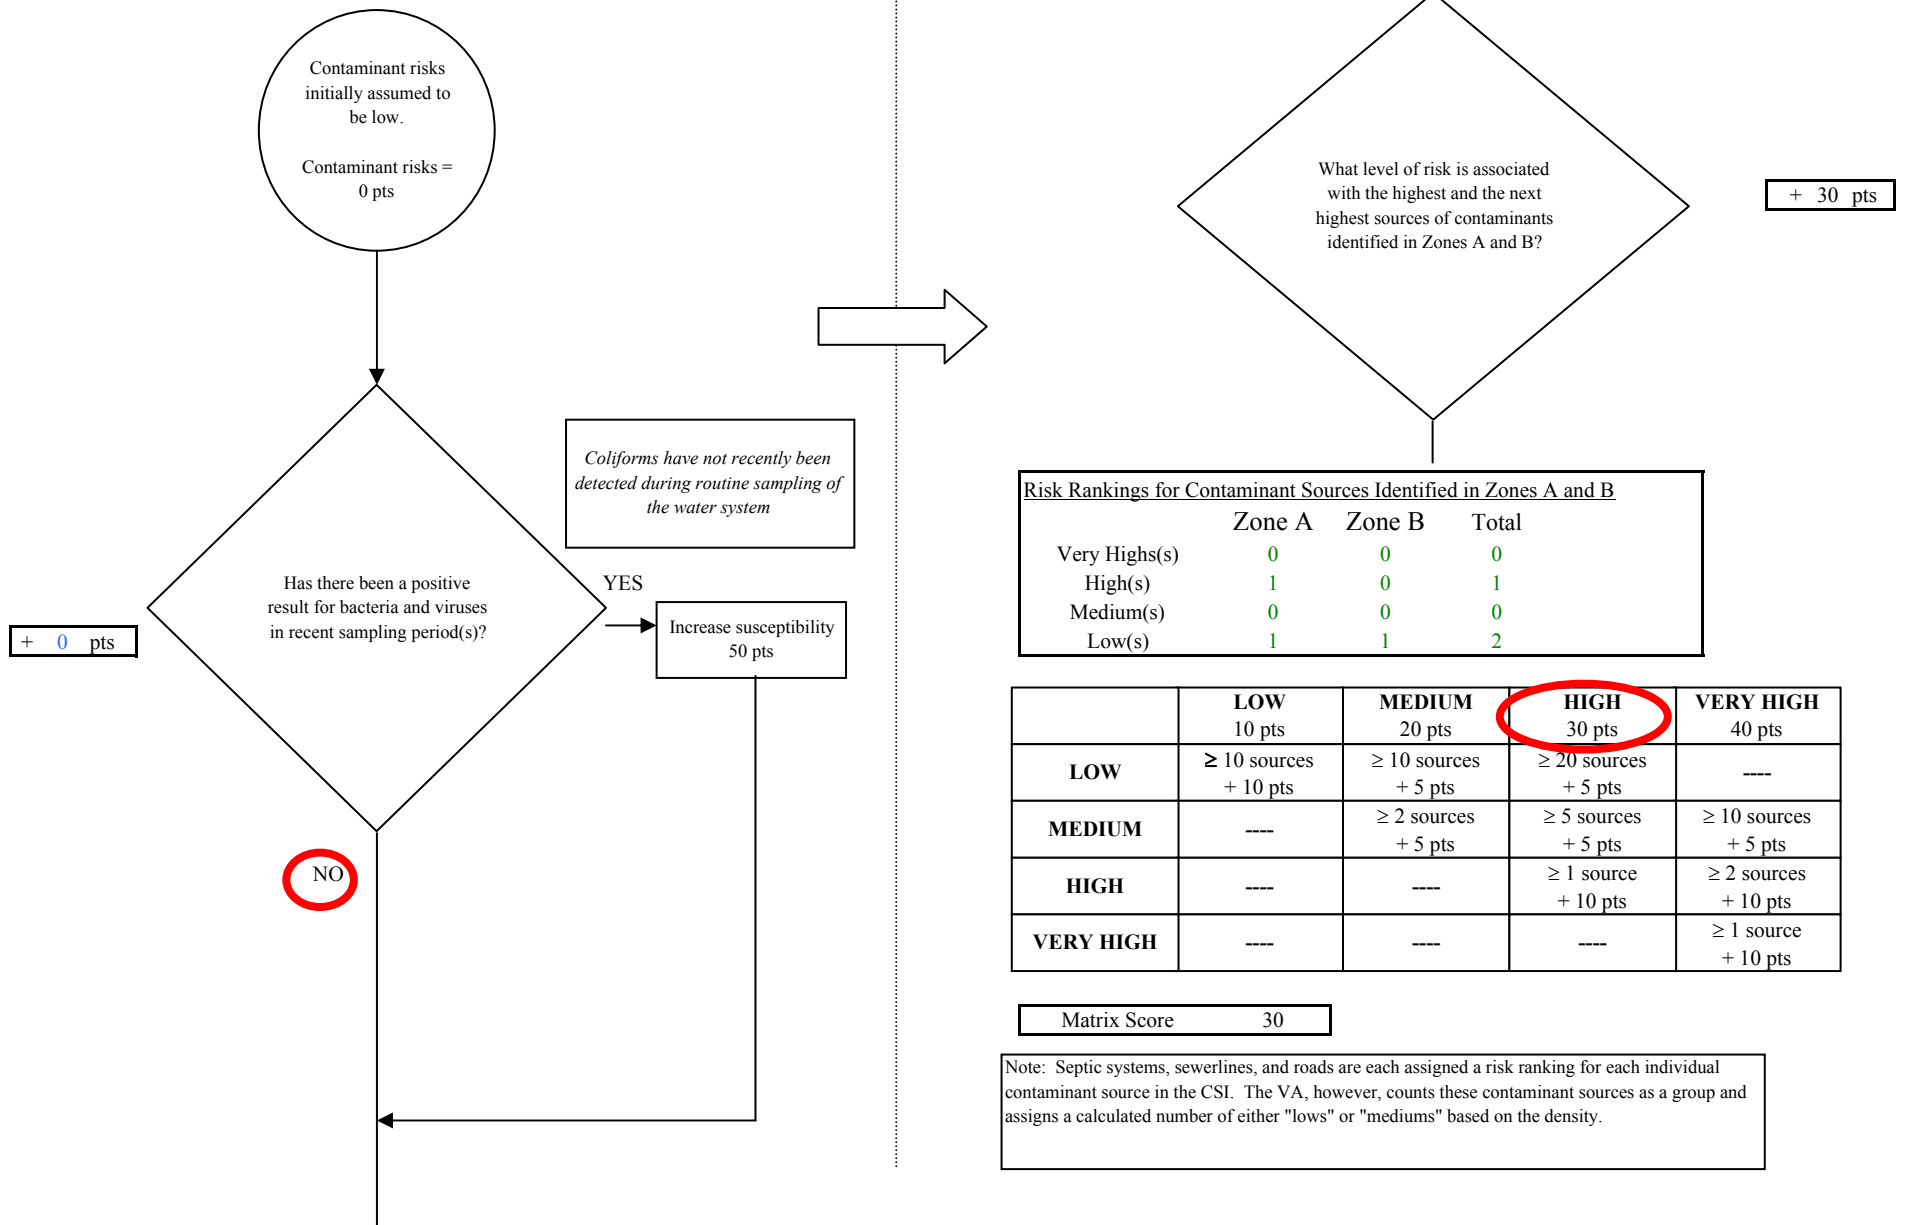 Contaminant risks
initially assumed to
be low.
Contaminant risks =
0 pts
Coliforms have not recently been
detected during routine sampling of
the water system
Has there been a positive
result for bacteria and viruses
in recent sampling period(s)?
YES
Increase susceptibility
50 pts
+ 0 pts
NO
What level of risk is associated
with the highest and the next
highest sources of contaminants
identified in Zones A and B?
+ 30 pts
Risk Rankings for Contaminant Sources Identified in Zones A and B
Zone A Zone B Total
Very Highs(s) 0 0 0
High(s) 1 0 1
Medium(s) 0 0 0
Low(s) 1 1 2
LOW MEDIUM HIGH VERY HIGH
10 pts 20 pts 30 pts 40 pts
LOW ≥ 10 sources ≥ 10 sources ≥ 20 sources ----
+ 10 pts + 5 pts + 5 pts
MEDIUM ---- ≥ 2 sources ≥ 5 sources ≥ 10 sources
+ 5 pts + 5 pts + 5 pts
HIGH ---- ---- ≥ 1 source ≥ 2 sources
+ 10 pts + 10 pts
VERY HIGH ---- ---- ---- ≥ 1 source
+ 10 pts
Matrix Score 30
Note: Septic systems, sewerlines, and roads are each assigned a risk ranking for each individual
contaminant source in the CSI. The VA, however, counts these contaminant sources as a group and
assigns a calculated number of either "lows" or "mediums" based on the density.